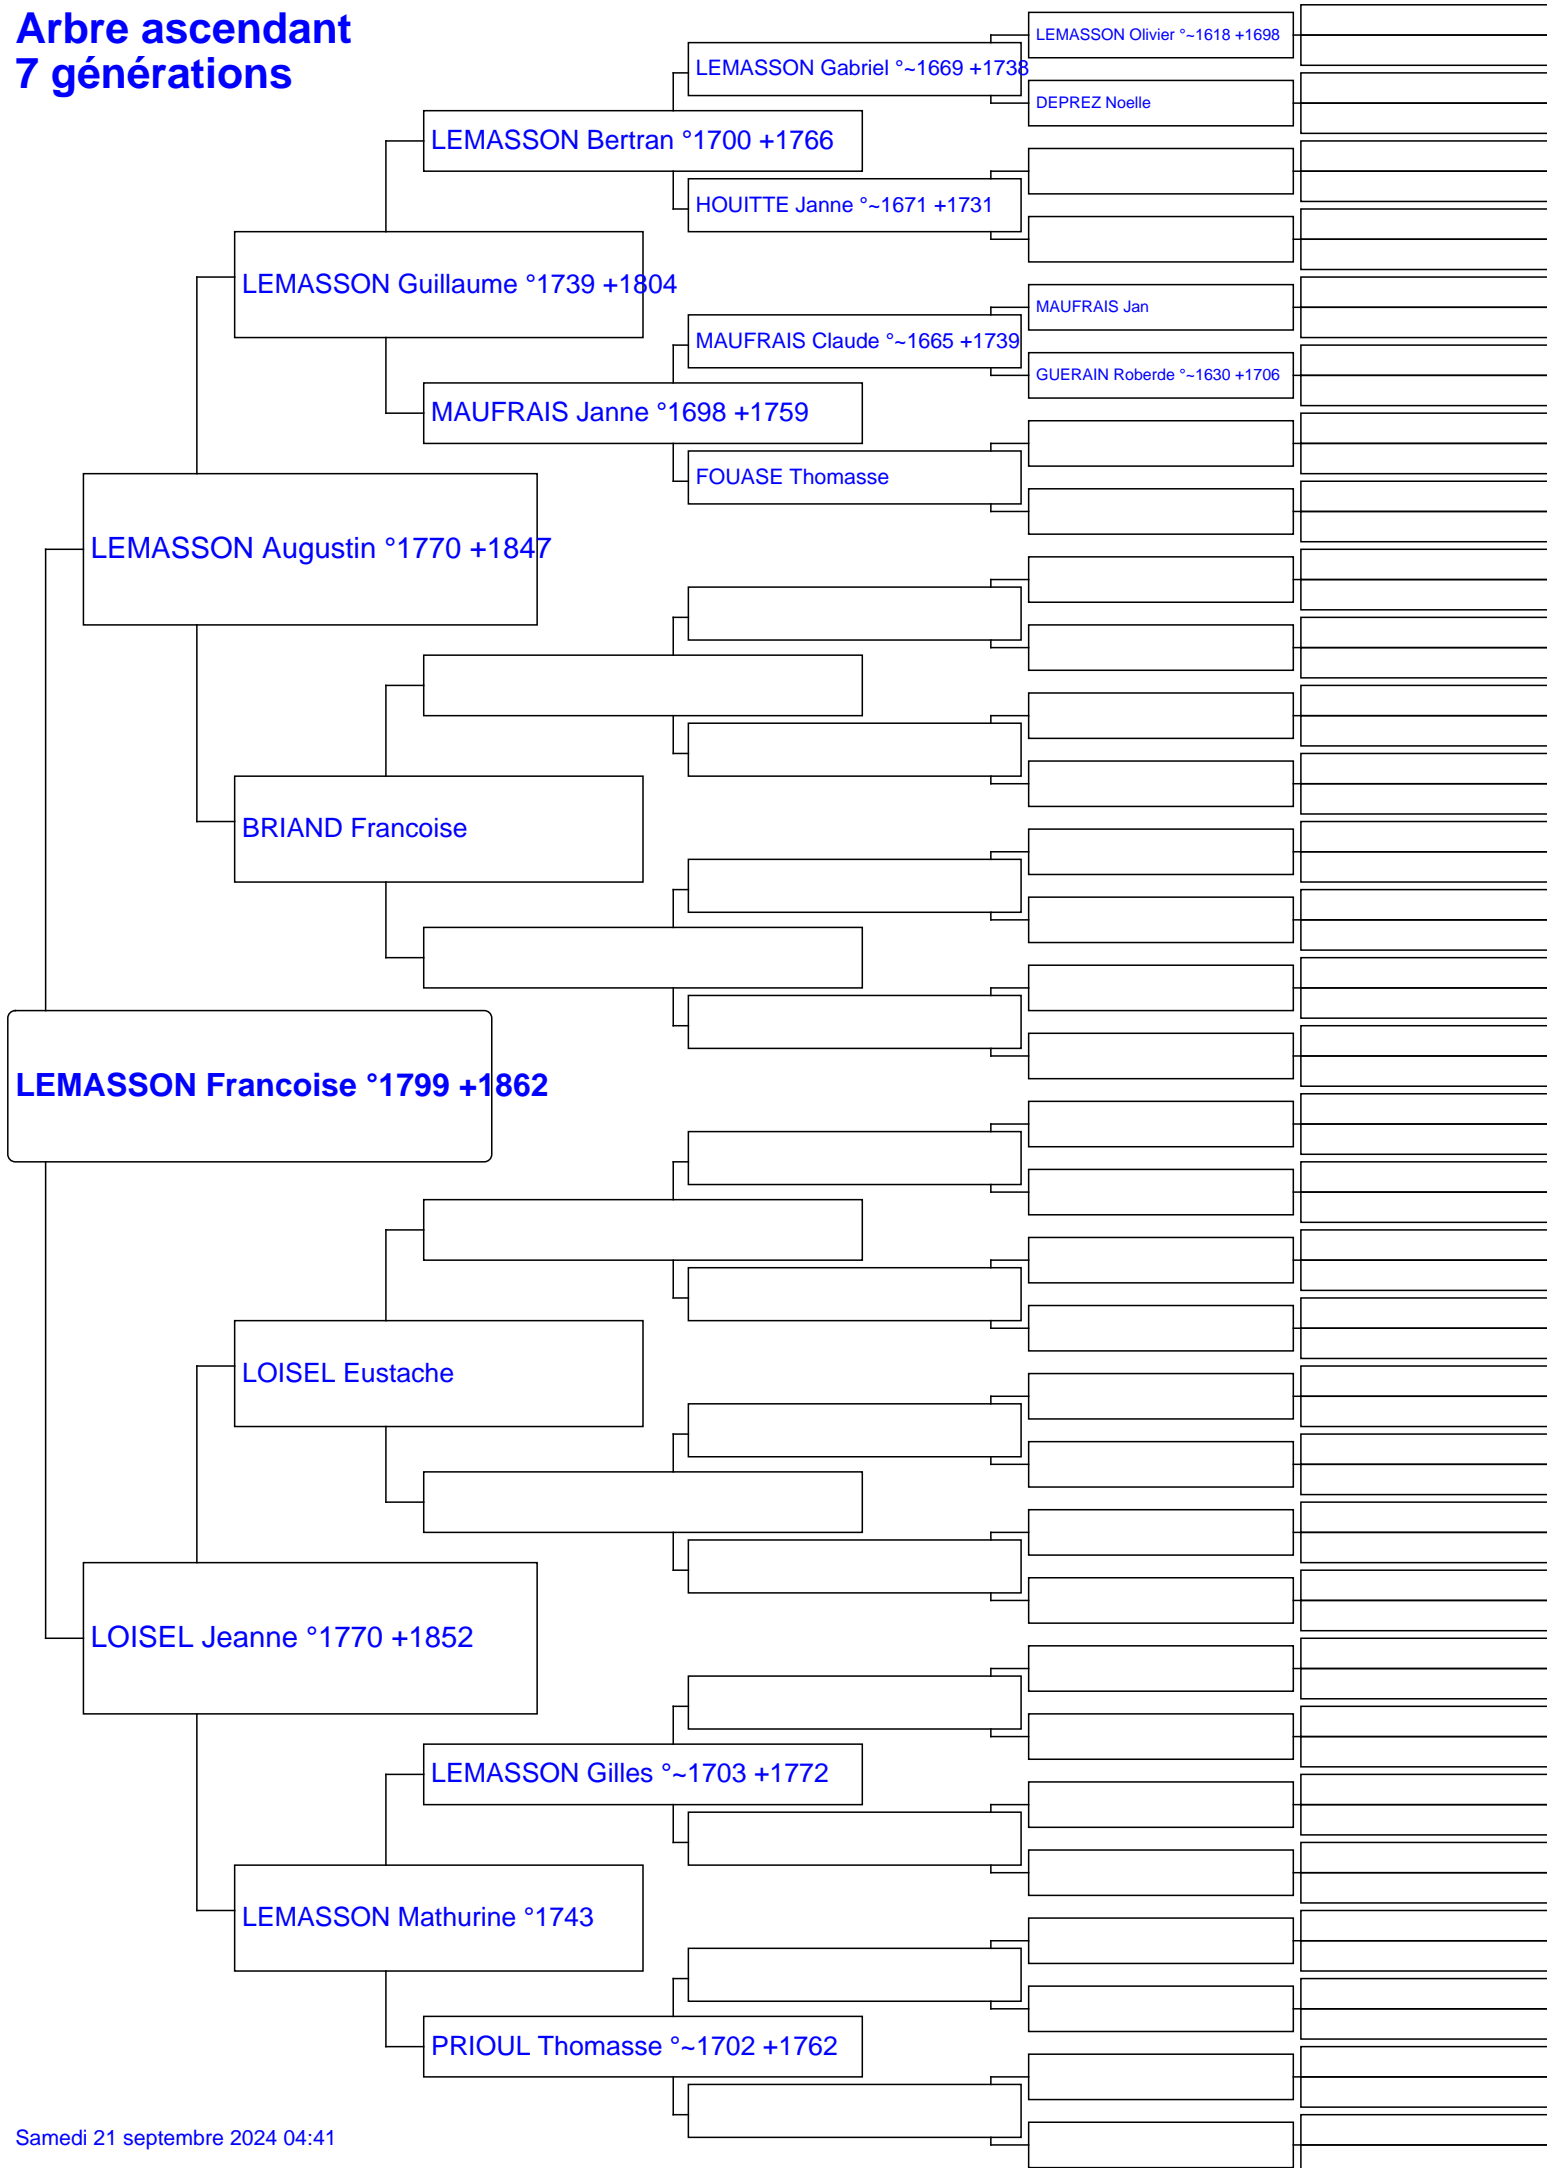 Arbre ascendant
7 générations
LEMASSON Olivier °~1618 +1698
LEMASSON Gabriel °~1669 +1738
DEPREZ Noelle
LEMASSON Bertran °1700 +1766
HOUITTE Janne °~1671 +1731
LEMASSON Guillaume °1739 +1804
MAUFRAIS Jan
MAUFRAIS Claude °~1665 +1739
GUERAIN Roberde °~1630 +1706
MAUFRAIS Janne °1698 +1759
FOUASE Thomasse
LEMASSON Augustin °1770 +1847
BRIAND Francoise
LEMASSON Francoise °1799 +1862
LOISEL Eustache
LOISEL Jeanne °1770 +1852
LEMASSON Gilles °~1703 +1772
LEMASSON Mathurine °1743
PRIOUL Thomasse °~1702 +1762
Samedi 21 septembre 2024 04:41